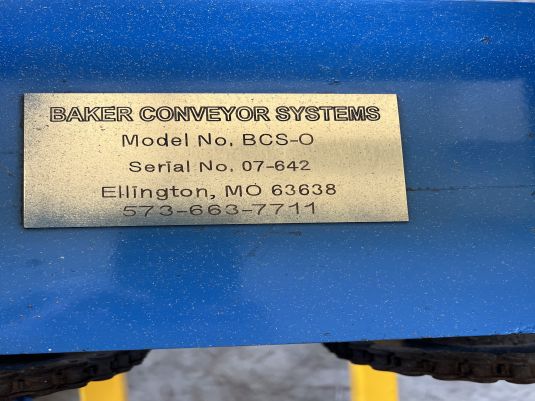 BAKER CONVEYOR SYSTEMS
Model No. BCS-O
Serial No. 07-642
Ellington, MO 63638
573-663-7711